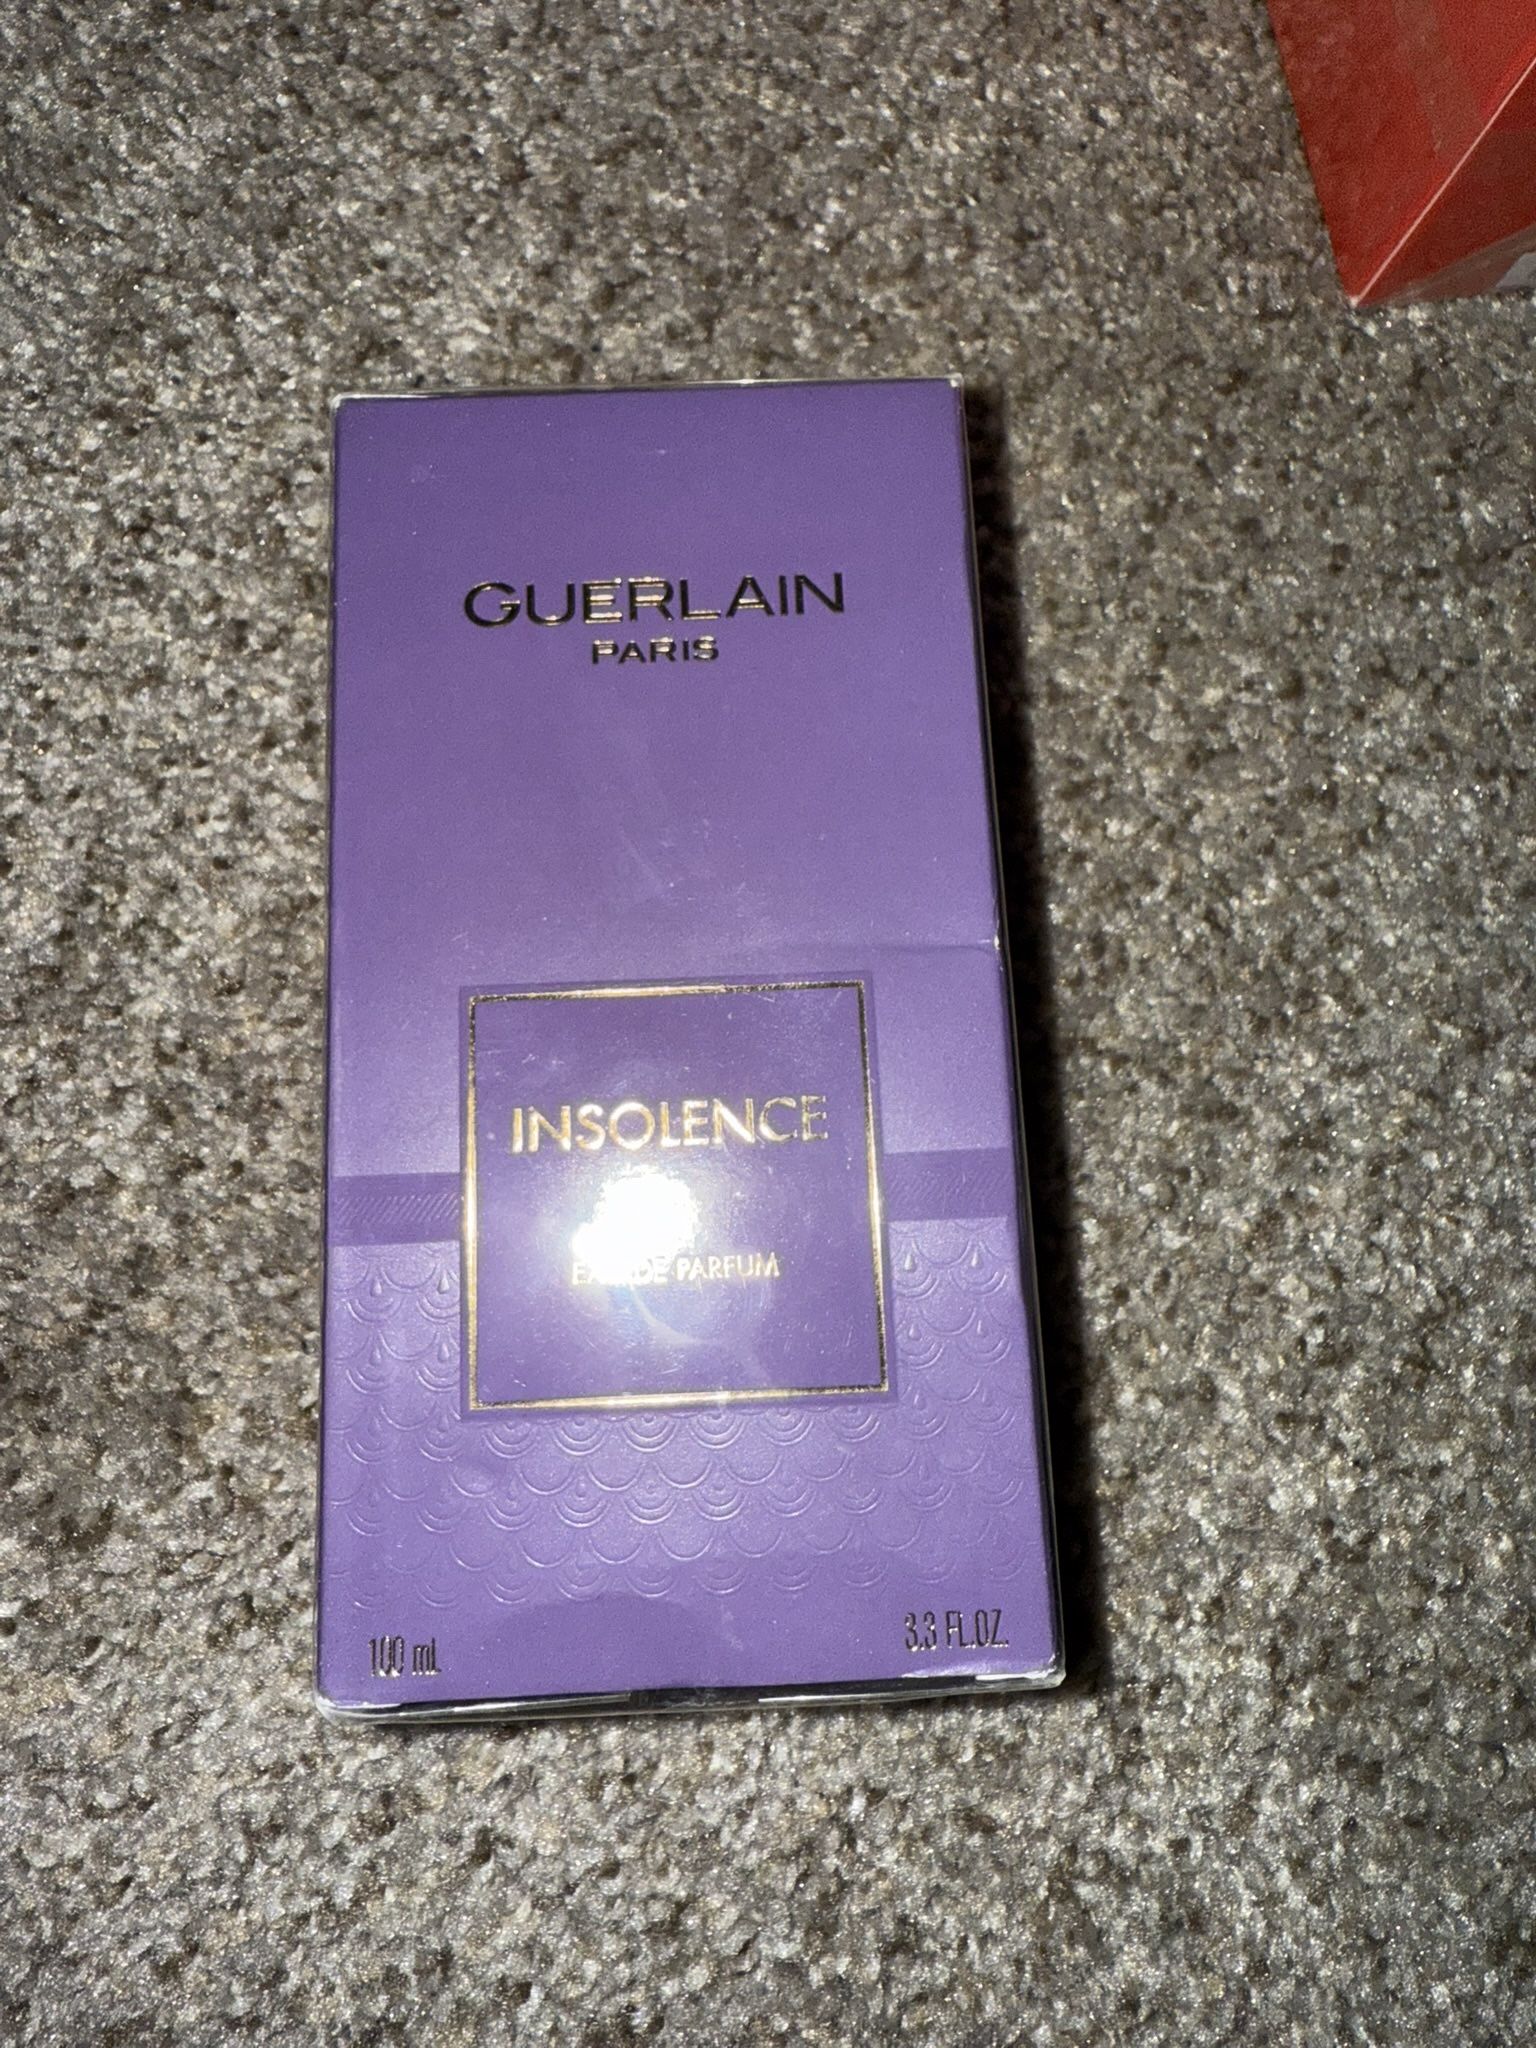 GUERLAIN
PARIS
INSOLENCE
EAU DE PARFUM
100 mL
3.3 FL.OZ.